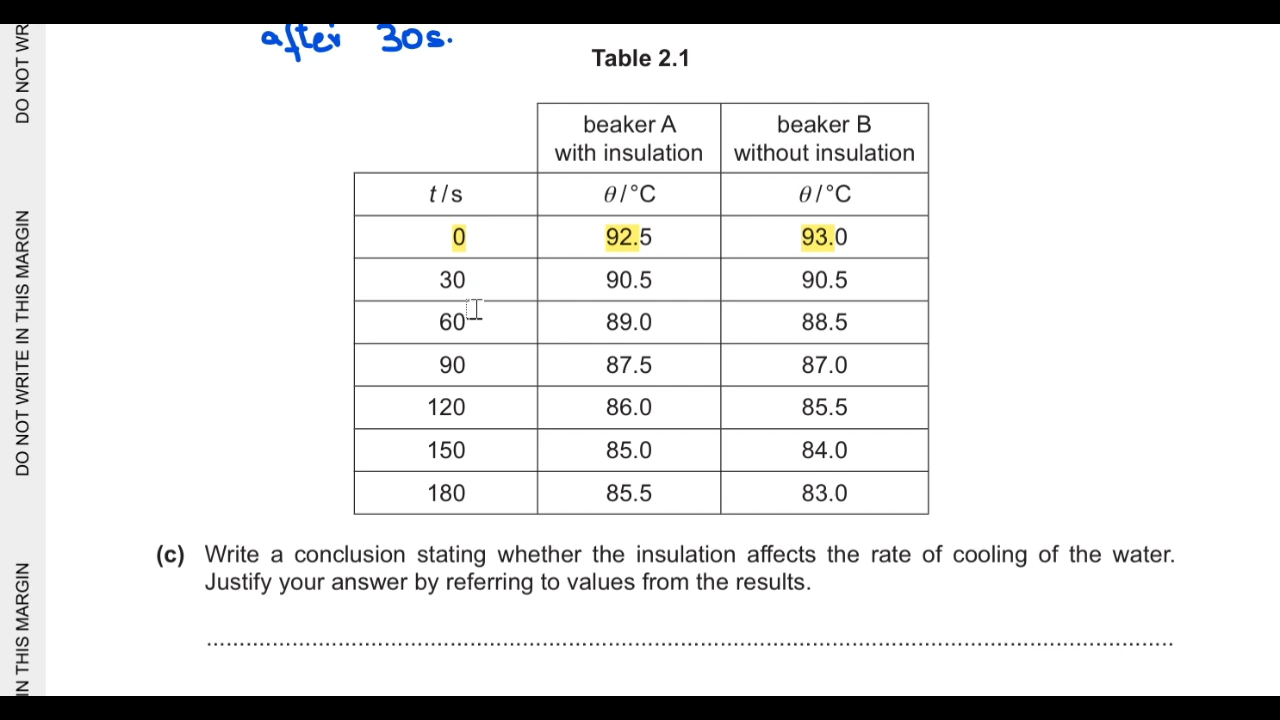 after 30s.
Table 2.1
beaker A
with insulation
beaker B
without insulation
t / s
θ / °C
θ / °C
0
92.5
93.0
30
90.5
90.5
60
89.0
88.5
90
87.5
87.0
120
86.0
85.5
150
85.0
84.0
180
85.5
83.0
(c) Write a conclusion stating whether the insulation affects the rate of cooling of the water.
Justify your answer by referring to values from the results.
DO NOT WR
DO NOT WRITE IN THIS MARGIN
IN THIS MARGIN